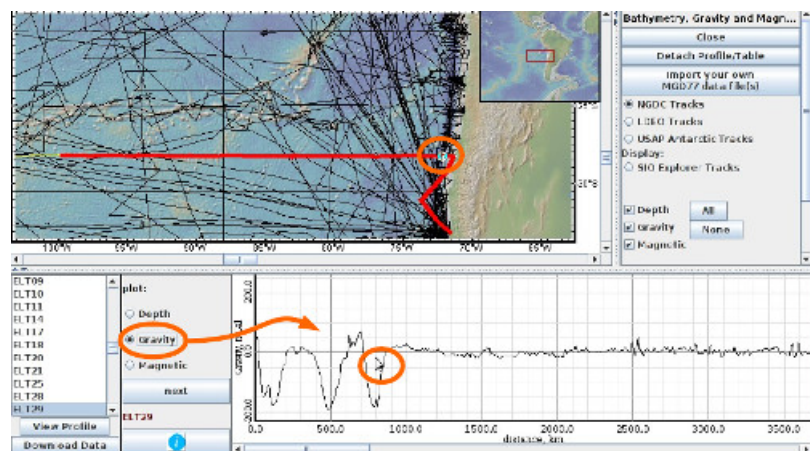 Bathymetry, Gravity and Magn...
Close
Detach Profile/Table
Import your own
MGD77 data file(s)
NGDC Tracks
LDEO Tracks
USAP Antarctic Tracks
Display:
SIO Explorer Tracks
Depth
All
Gravity
None
Magnetic
100°W
95°W
90°W
85°W
75°W
70°W
65°W
30°S
ELT09
ELT10
ELT11
ELT14
ELT17
ELT18
ELT20
ELT21
ELT25
ELT28
ELT29
View Profile
Download Data
plot:
Depth
Gravity
Magnetic
next
ELT29
200.0
0.0
0.0
500.0
1000.0
1500.0
2000.0
2500.0
3000.0
3500.0
distance, km